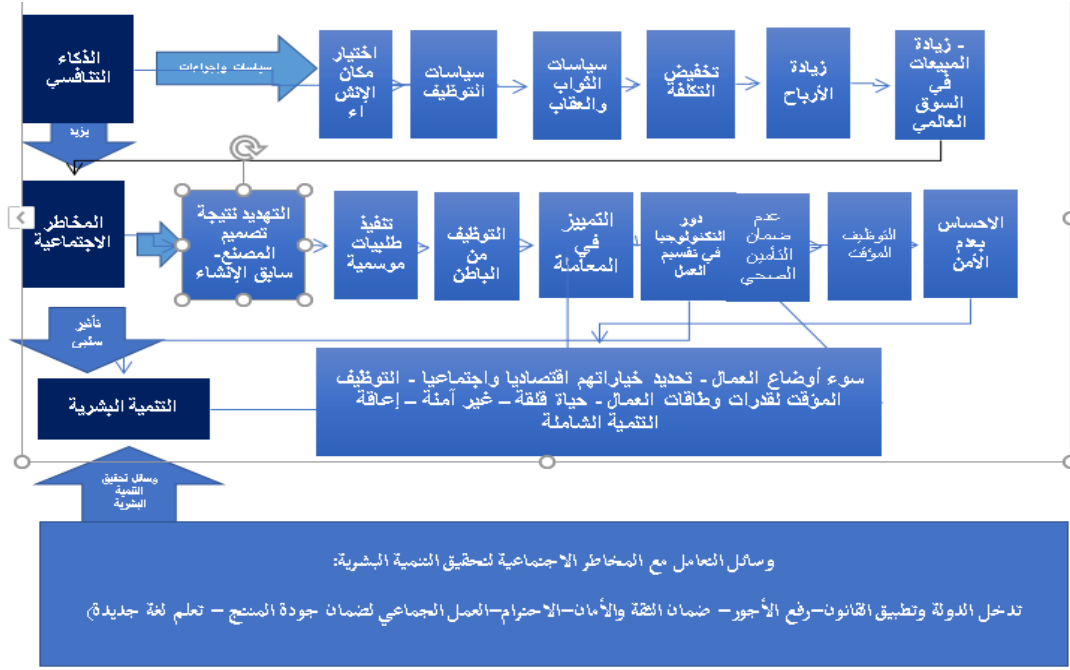 الذكاء
التنافسي
سياسات وإجراءات
اختيار
مكان
الإنش
اء
سياسات
التوظيف
سياسات
الثواب
والعقاب
تخفيض
التكلفة
زيادة
الأرباح
- زيادة
المبيعات
في
السوق
العالمي
يزيد
المخاطر
الاجتماعية
التهديد نتيجة
تصميم
المصنع-
سابق الإنشاء
تنفيذ
طلبيات
موسمية
التوظيف
من
الباطن
التمييز
في
المعاملة
دور
التكنولوجيا
في تقسيم
العمل
عدم
ضمان
التأمين
الصحي
التوظيف
المؤقت
الاحساس
بعدم
الأمن
تأثير
سلبي
التنمية البشرية
سوء أوضاع العمال - تحديد خياراتهم اقتصاديا واجتماعيا - التوظيف
المؤقت لقدرات وطاقات العمال - حياة قلقة – غير آمنة – إعاقة
التنمية الشاملة
وسائل تحقيق
التنمية
البشرية
وسائل التعامل مع المخاطر الاجتماعية لتحقيق التنمية البشرية:
تدخل الدولة وتطبيق القانون–رفع الأجور– ضمان الثقة والأمان–الاحترام–العمل الجماعي لضمان جودة المنتج – تعلم لغة جديدة)